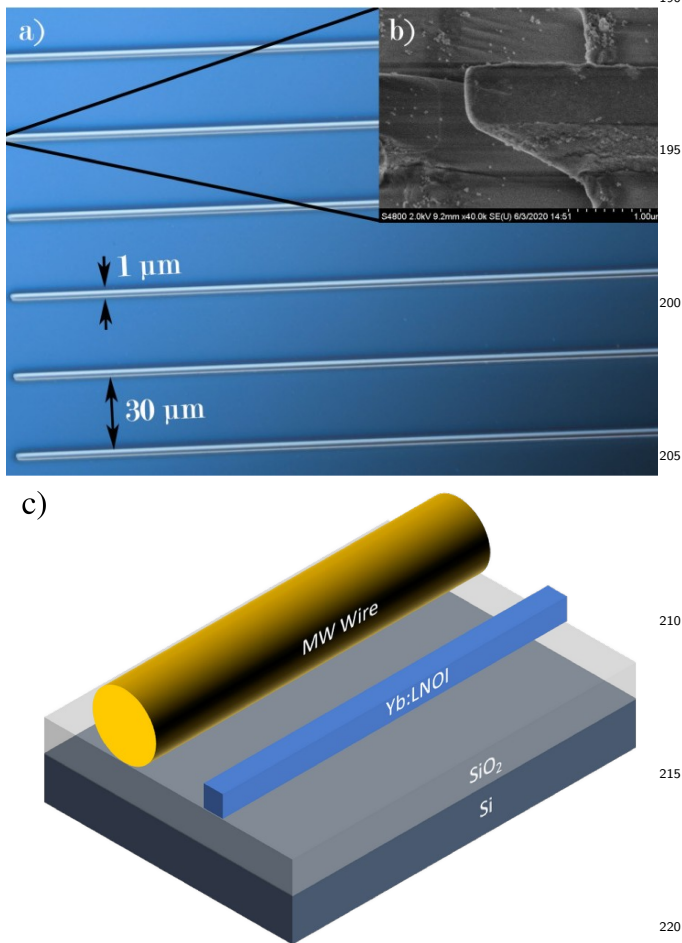 190
a)
b)
195
S4800 2.0kV 9.2mm x40.0k SE(U) 6/3/2020 14:51 1.00um
1 μm
200
30 μm
205
c)
210
MW Wire
Yb:LNOI
215
SiO₂
Si
220